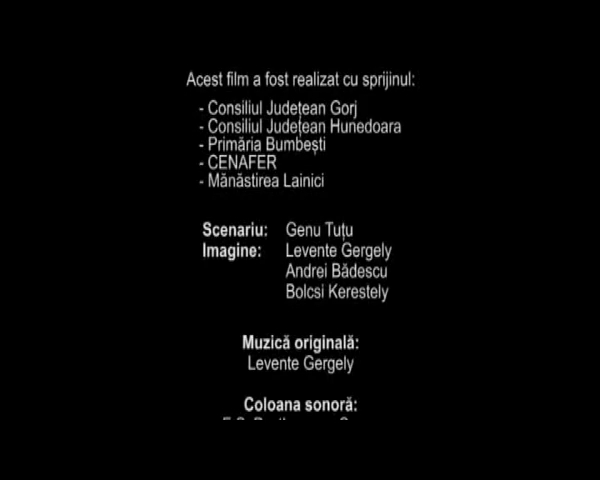 Acest film a fost realizat cu sprijinul:
- Consiliul Județean Gorj
- Consiliul Județean Hunedoara
- Primăria Bumbești
- CENAFER
- Mănăstirea Lainici
Scenariu: Genu Tuțu
Imagine: Levente Gergely
Andrei Bădescu
Bolcsi Kerestely
Muzică originală:
Levente Gergely
Coloana sonoră: